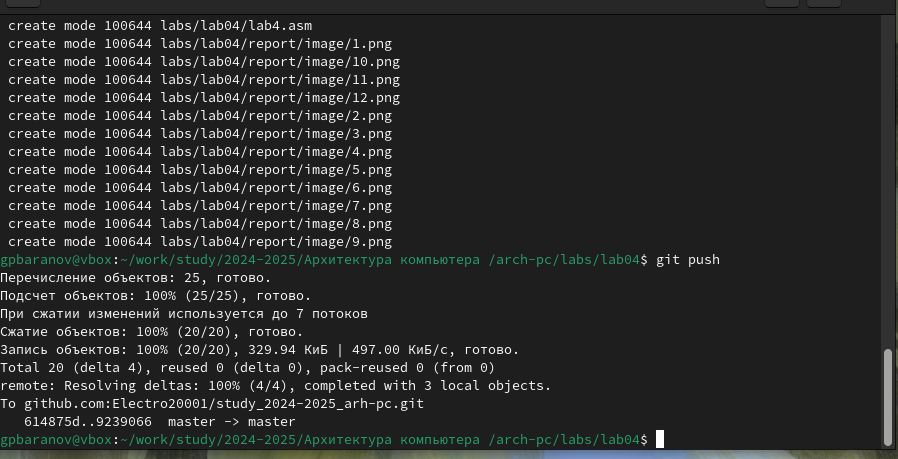 create mode 100644 labs/lab04/lab4.asm
create mode 100644 labs/lab04/report/image/1.png
create mode 100644 labs/lab04/report/image/10.png
create mode 100644 labs/lab04/report/image/11.png
create mode 100644 labs/lab04/report/image/12.png
create mode 100644 labs/lab04/report/image/2.png
create mode 100644 labs/lab04/report/image/3.png
create mode 100644 labs/lab04/report/image/4.png
create mode 100644 labs/lab04/report/image/5.png
create mode 100644 labs/lab04/report/image/6.png
create mode 100644 labs/lab04/report/image/7.png
create mode 100644 labs/lab04/report/image/8.png
create mode 100644 labs/lab04/report/image/9.png
gpbaranov@vbox:~/work/study/2024-2025/Архитектура компьютера /arch-pc/labs/lab04$ git push
Перечисление объектов: 25, готово.
Подсчет объектов: 100% (25/25), готово.
При сжатии изменений используется до 7 потоков
Сжатие объектов: 100% (20/20), готово.
Запись объектов: 100% (20/20), 329.94 КиБ | 497.00 КиБ/с, готово.
Total 20 (delta 4), reused 0 (delta 0), pack-reused 0 (from 0)
remote: Resolving deltas: 100% (4/4), completed with 3 local objects.
To github.com:Electro20001/study_2024-2025_arh-pc.git
614875d..9239066 master -> master
gpbaranov@vbox:~/work/study/2024-2025/Архитектура компьютера /arch-pc/labs/lab04$